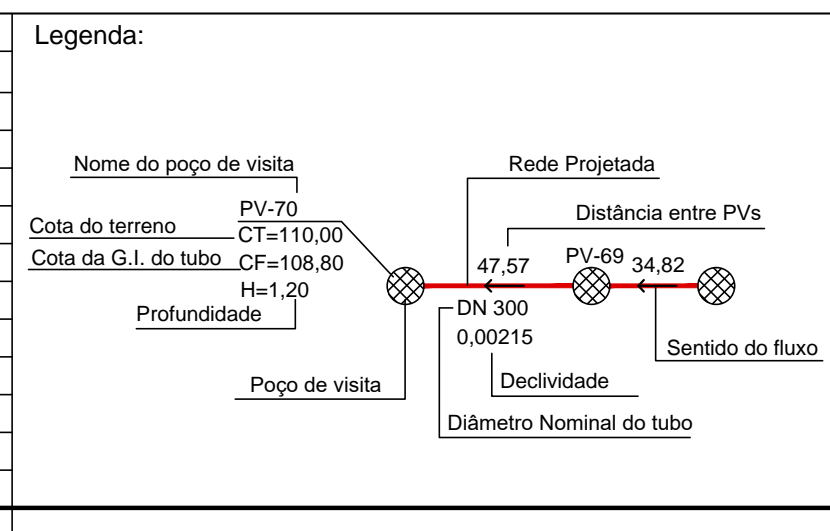 Legenda:
Nome do poço de visita
Rede Projetada
PV-70
Distância entre PVs
Cota do terreno
CT=110,00
Cota da G.I. do tubo
CF=108,80
47,57
PV-69
34,82
H=1,20
Profundidade
DN 300
0,00215
Sentido do fluxo
Poço de visita
Declividade
Diâmetro Nominal do tubo